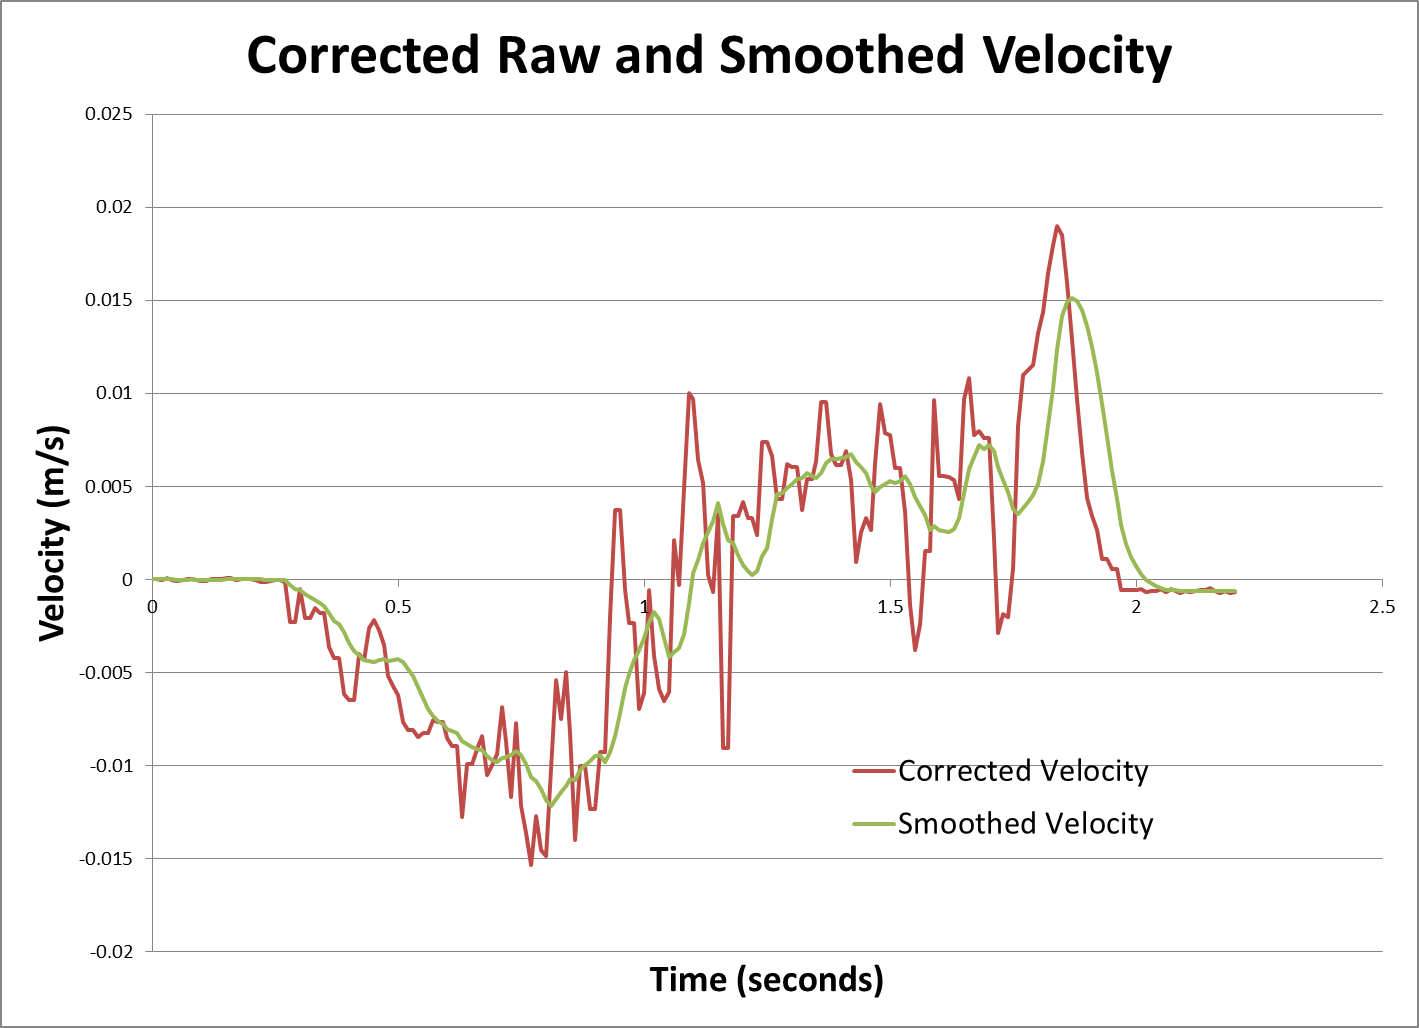 Corrected Raw and Smoothed Velocity
0.025
0.02
0.015
0.01
0.005
0
-0.005
-0.01
-0.015
-0.02
0 0.5 1 1.5 2 2.5
Velocity (m/s)
Time (seconds)
Corrected Velocity
Smoothed Velocity